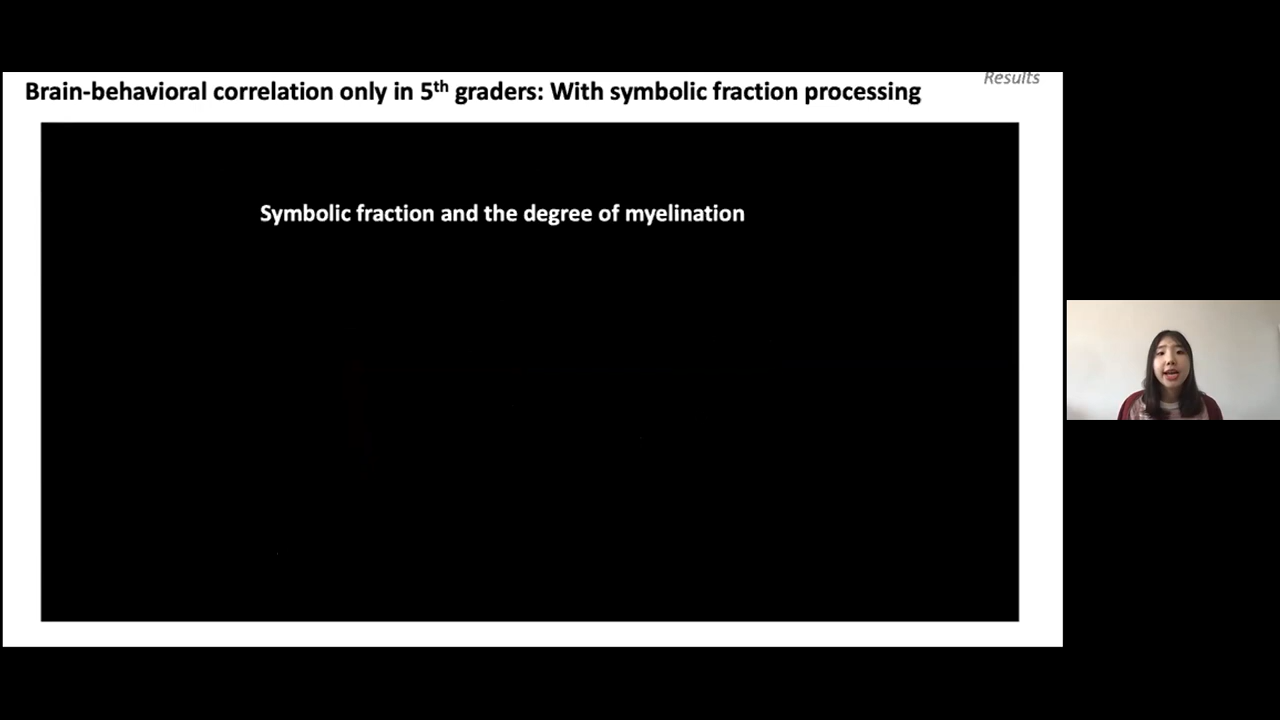 Results
Brain-behavioral correlation only in 5th graders: With symbolic fraction processing
Symbolic fraction and the degree of myelination